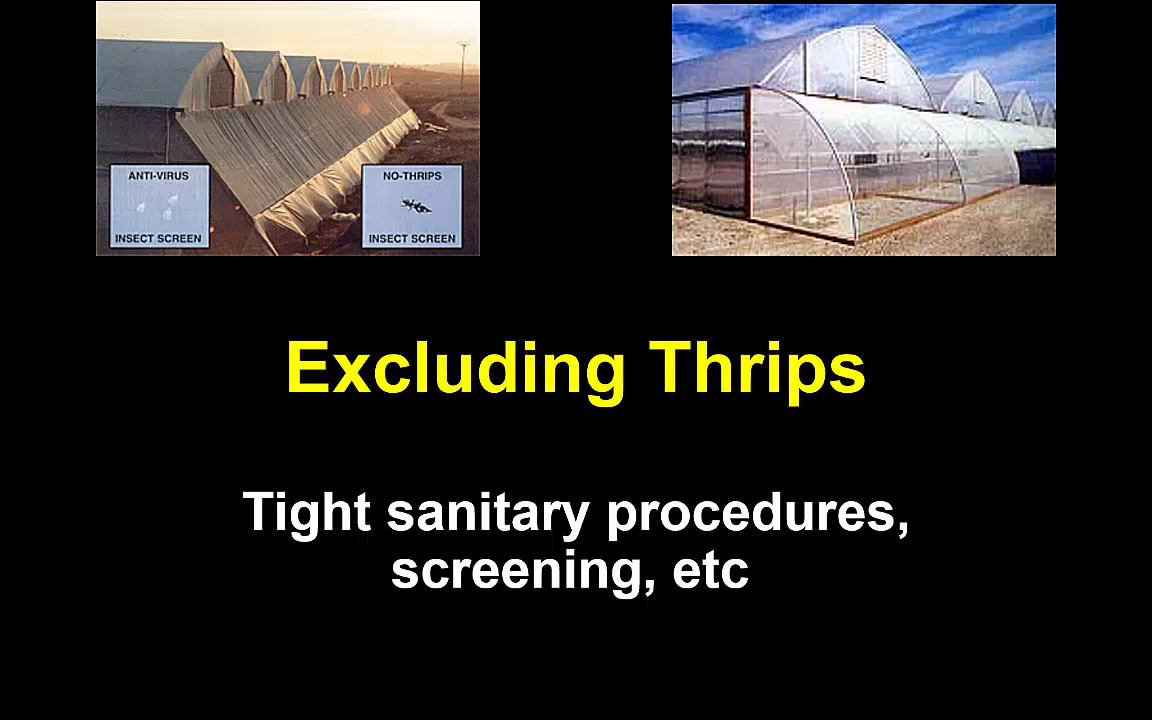 ANTI-VIRUS
INSECT SCREEN
NO-THRIPS
INSECT SCREEN
Excluding Thrips
Tight sanitary procedures,
screening, etc